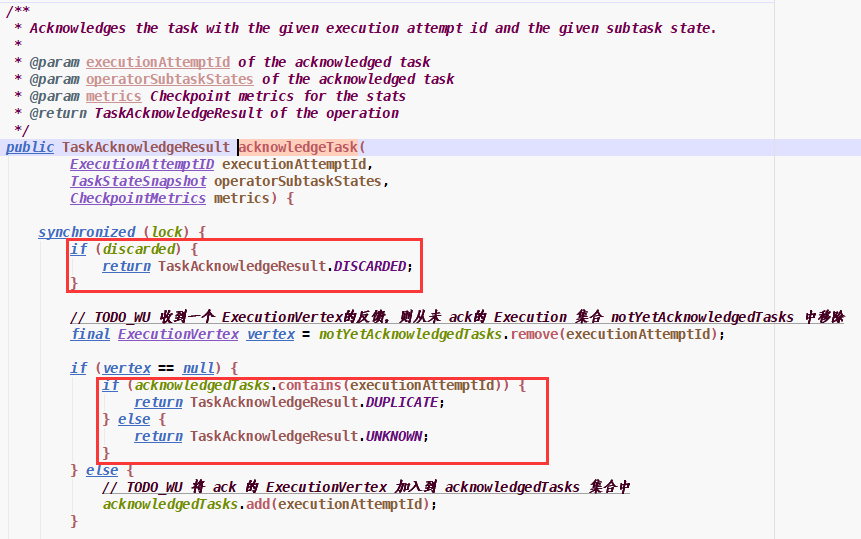 /**
 * Acknowledges the task with the given execution attempt id and the given subtask state.
 *
 * @param executionAttemptId of the acknowledged task
 * @param operatorSubtaskStates of the acknowledged task
 * @param metrics Checkpoint metrics for the stats
 * @return TaskAcknowledgeResult of the operation
 */
public TaskAcknowledgeResult acknowledgeTask(
        ExecutionAttemptID executionAttemptId,
        TaskStateSnapshot operatorSubtaskStates,
        CheckpointMetrics metrics) {
    synchronized (lock) {
        if (discarded) {
            return TaskAcknowledgeResult.DISCARDED;
        }
        // TODO_WU 收到一个 ExecutionVertex的反馈，则从未 ack的 Execution 集合 notYetAcknowledgedTasks 中移除
        final ExecutionVertex vertex = notYetAcknowledgedTasks.remove(executionAttemptId);
        if (vertex == null) {
            if (acknowledgedTasks.contains(executionAttemptId)) {
                return TaskAcknowledgeResult.DUPLICATE;
            } else {
                return TaskAcknowledgeResult.UNKNOWN;
            }
        } else {
            // TODO_WU 将 ack 的 ExecutionVertex 加入到 acknowledgedTasks 集合中
            acknowledgedTasks.add(executionAttemptId);
        }